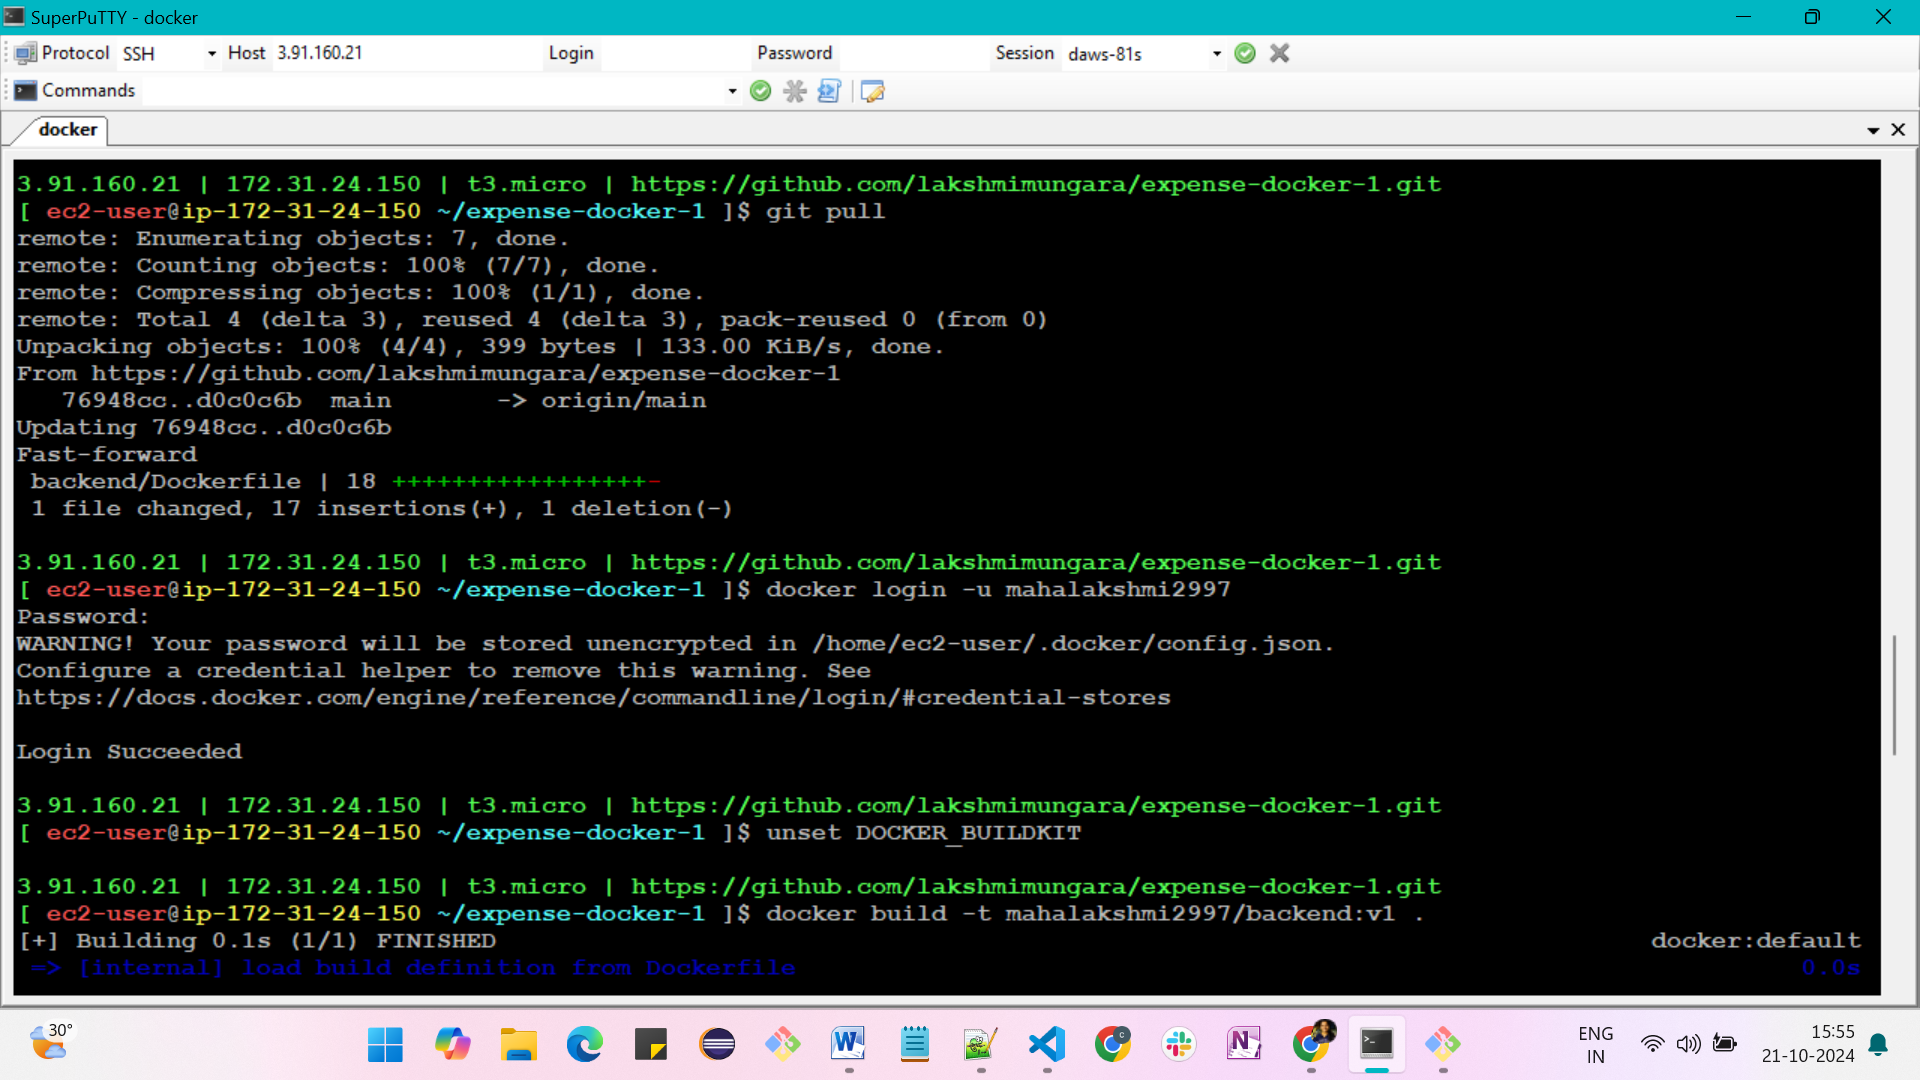 SuperPuTTY - docker
Protocol SSH Host 3.91.160.21 Login Password Session daws-81s
Commands
docker
3.91.160.21 | 172.31.24.150 | t3.micro | https://github.com/lakshmimungara/expense-docker-1.git
[ ec2-user@ip-172-31-24-150 ~/expense-docker-1 ]$ git pull
remote: Enumerating objects: 7, done.
remote: Counting objects: 100% (7/7), done.
remote: Compressing objects: 100% (1/1), done.
remote: Total 4 (delta 3), reused 4 (delta 3), pack-reused 0 (from 0)
Unpacking objects: 100% (4/4), 399 bytes | 133.00 KiB/s, done.
From https://github.com/lakshmimungara/expense-docker-1
   76948cc..d0c0c6b  main       -> origin/main
Updating 76948cc..d0c0c6b
Fast-forward
 backend/Dockerfile | 18 +++++++++++++++++-
 1 file changed, 17 insertions(+), 1 deletion(-)
3.91.160.21 | 172.31.24.150 | t3.micro | https://github.com/lakshmimungara/expense-docker-1.git
[ ec2-user@ip-172-31-24-150 ~/expense-docker-1 ]$ docker login -u mahalakshmi2997
Password:
WARNING! Your password will be stored unencrypted in /home/ec2-user/.docker/config.json.
Configure a credential helper to remove this warning. See
https://docs.docker.com/engine/reference/commandline/login/#credential-stores
Login Succeeded
3.91.160.21 | 172.31.24.150 | t3.micro | https://github.com/lakshmimungara/expense-docker-1.git
[ ec2-user@ip-172-31-24-150 ~/expense-docker-1 ]$ unset DOCKER_BUILDKIT
3.91.160.21 | 172.31.24.150 | t3.micro | https://github.com/lakshmimungara/expense-docker-1.git
[ ec2-user@ip-172-31-24-150 ~/expense-docker-1 ]$ docker build -t mahalakshmi2997/backend:v1 .
[+] Building 0.1s (1/1) FINISHED docker:default
 => [internal] load build definition from Dockerfile 0.0s
30°
ENG
IN
15:55
21-10-2024